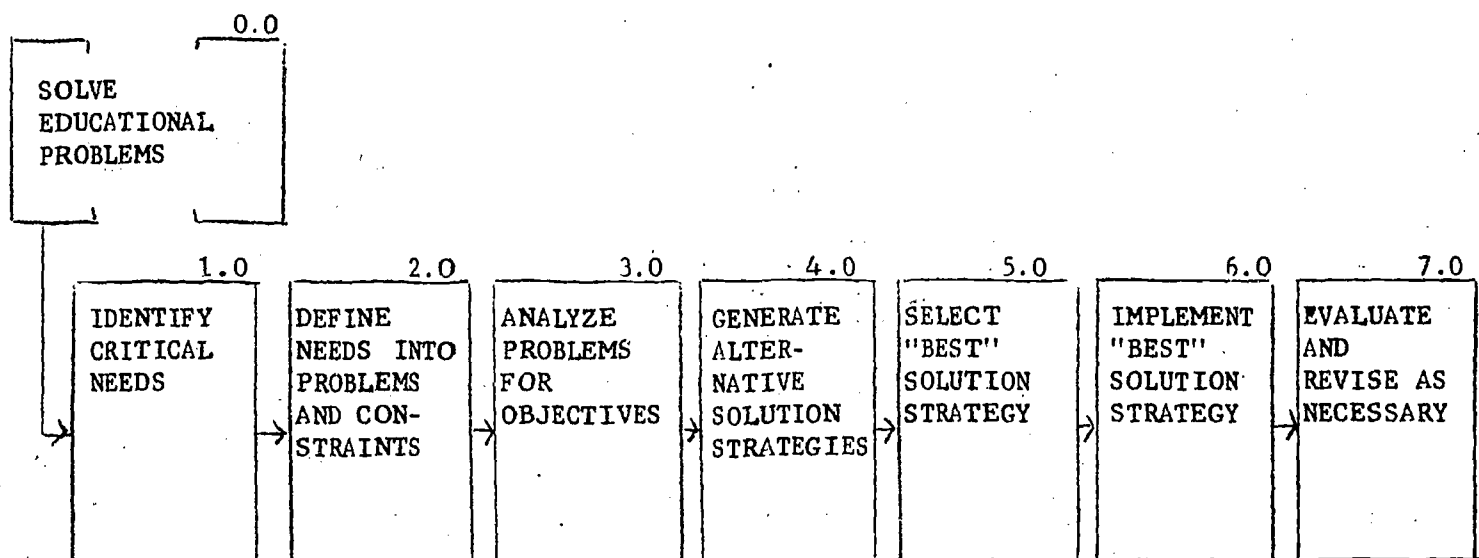 0.0
SOLVE
EDUCATIONAL
PROBLEMS
1.0
IDENTIFY
CRITICAL
NEEDS
2.0
DEFINE
NEEDS INTO
PROBLEMS
AND CON-
STRAINTS
3.0
ANALYZE
PROBLEMS
FOR
OBJECTIVES
4.0
GENERATE
ALTER-
NATIVE
SOLUTION
STRATEGIES
5.0
SELECT
"BEST"
SOLUTION
STRATEGY
6.0
IMPLEMENT
"BEST"
SOLUTION
STRATEGY
7.0
EVALUATE
AND
REVISE AS
NECESSARY